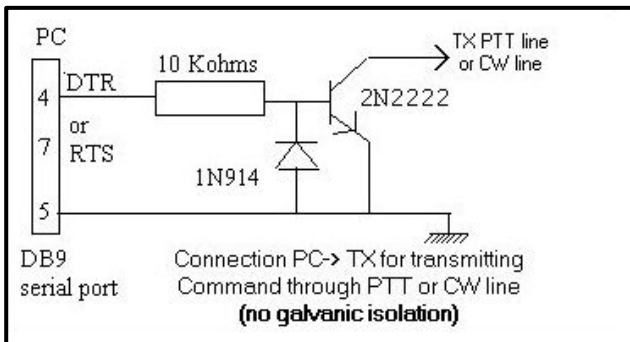 PC
TX PTT line
or CW line
10 Kohms
4 DTR
2N2222
or
7
RTS
1N914
5
DB9
serial port
Connection PC-> TX for transmitting
Command through PTT or CW line
(no galvanic isolation)